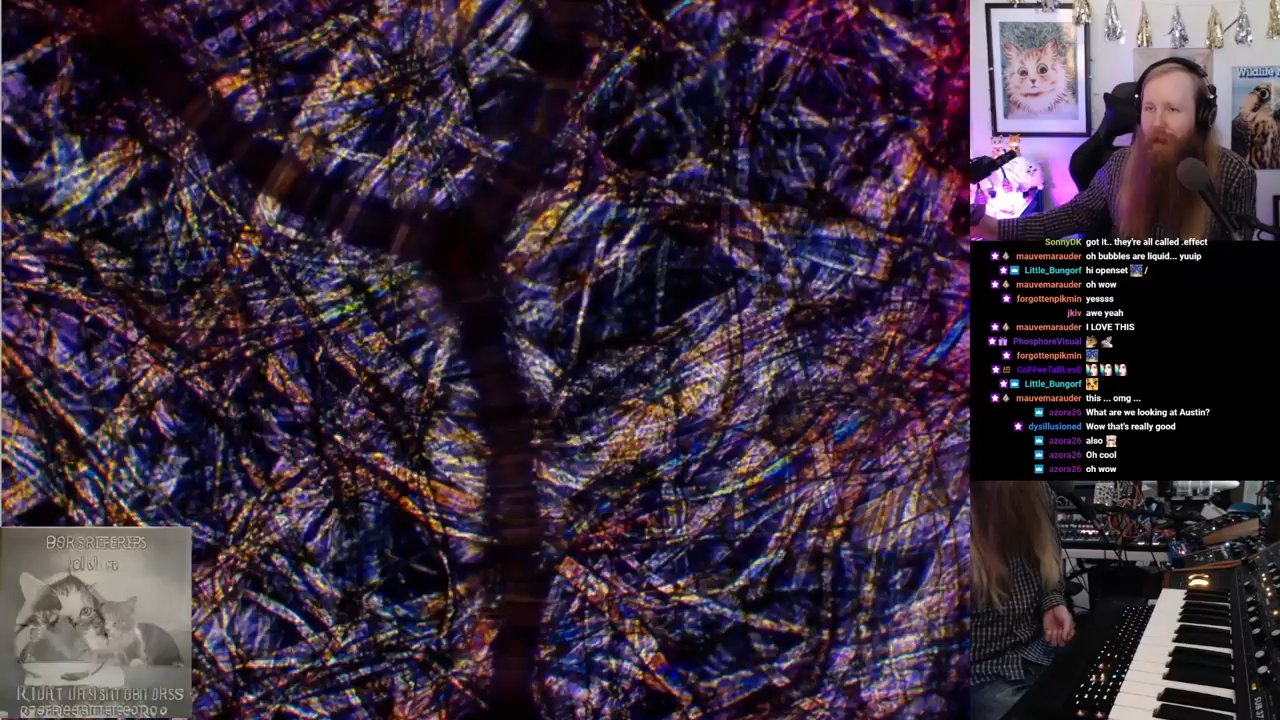 Wildlife
SonnyDK got it.. they're all called .effect
mauvemarauder oh bubbles are liquid... yuuip
Little_Bungorf hi openset /
mauvemarauder oh wow
forgottenpikmin yessss
jkiv awe yeah
mauvemarauder I LOVE THIS
PhosphoreVisual
forgottenpikmin
CoFFeeTaBLesE
Little_Bungorf
mauvemarauder this ... omg ...
azora26 What are we looking at Austin?
dysillusioned Wow that's really good
azora26 also
azora26 Oh cool
azora26 oh wow